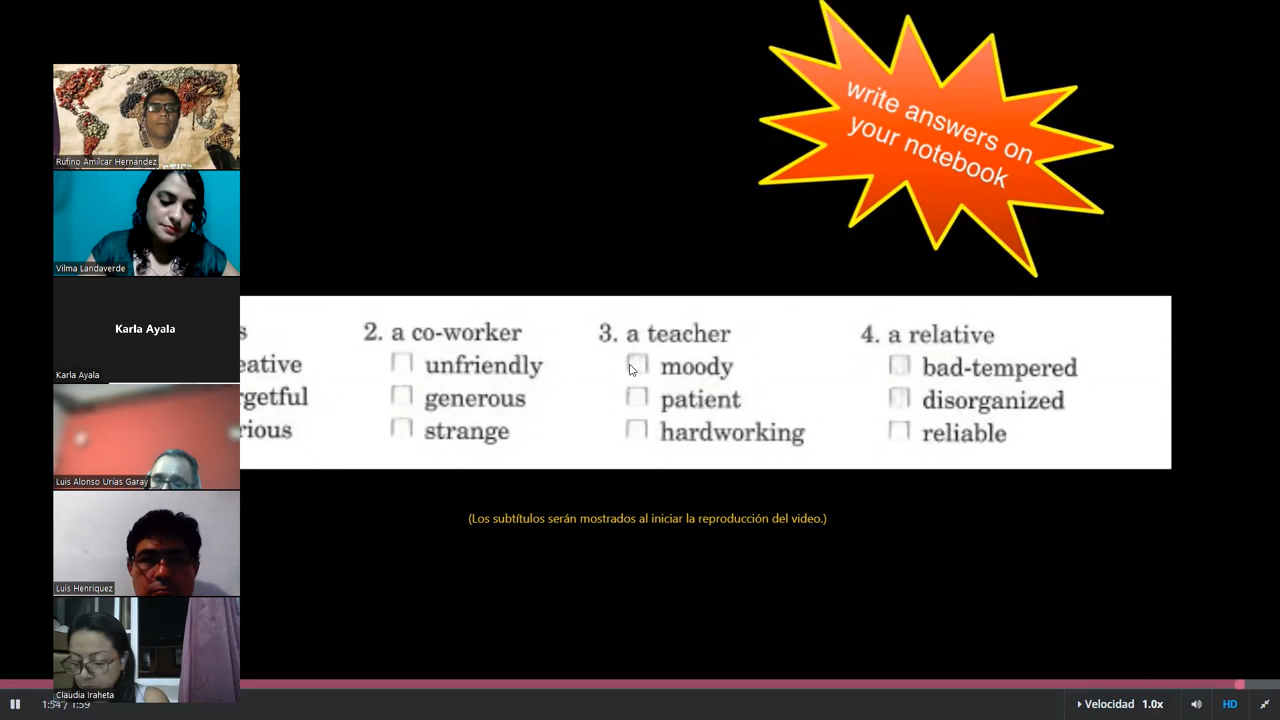 write answers on
your notebook
Rufino Amílcar Hernández
Vilma Landaverde
Karla Ayala
Karla Ayala
Luis Alonso Urías Garay
Luis Henriquez
Claudia Iraheta
s
eative
rgetful
rious
2. a co-worker
unfriendly
generous
strange
3. a teacher
moody
patient
hardworking
4. a relative
bad-tempered
disorganized
reliable
(Los subtítulos serán mostrados al iniciar la reproducción del video.)
1:54 / 1:59
Velocidad 1.0x
HD